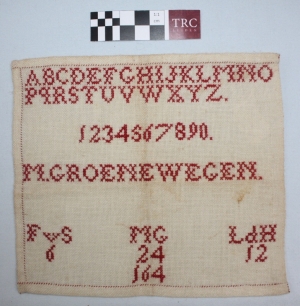 TRC
ABCDEFGHIJKLMNO
PQRSTUVWXYZ.
1234567890.
M.GROENEWEGEN.
FvS MG LdH
6 24 12
164